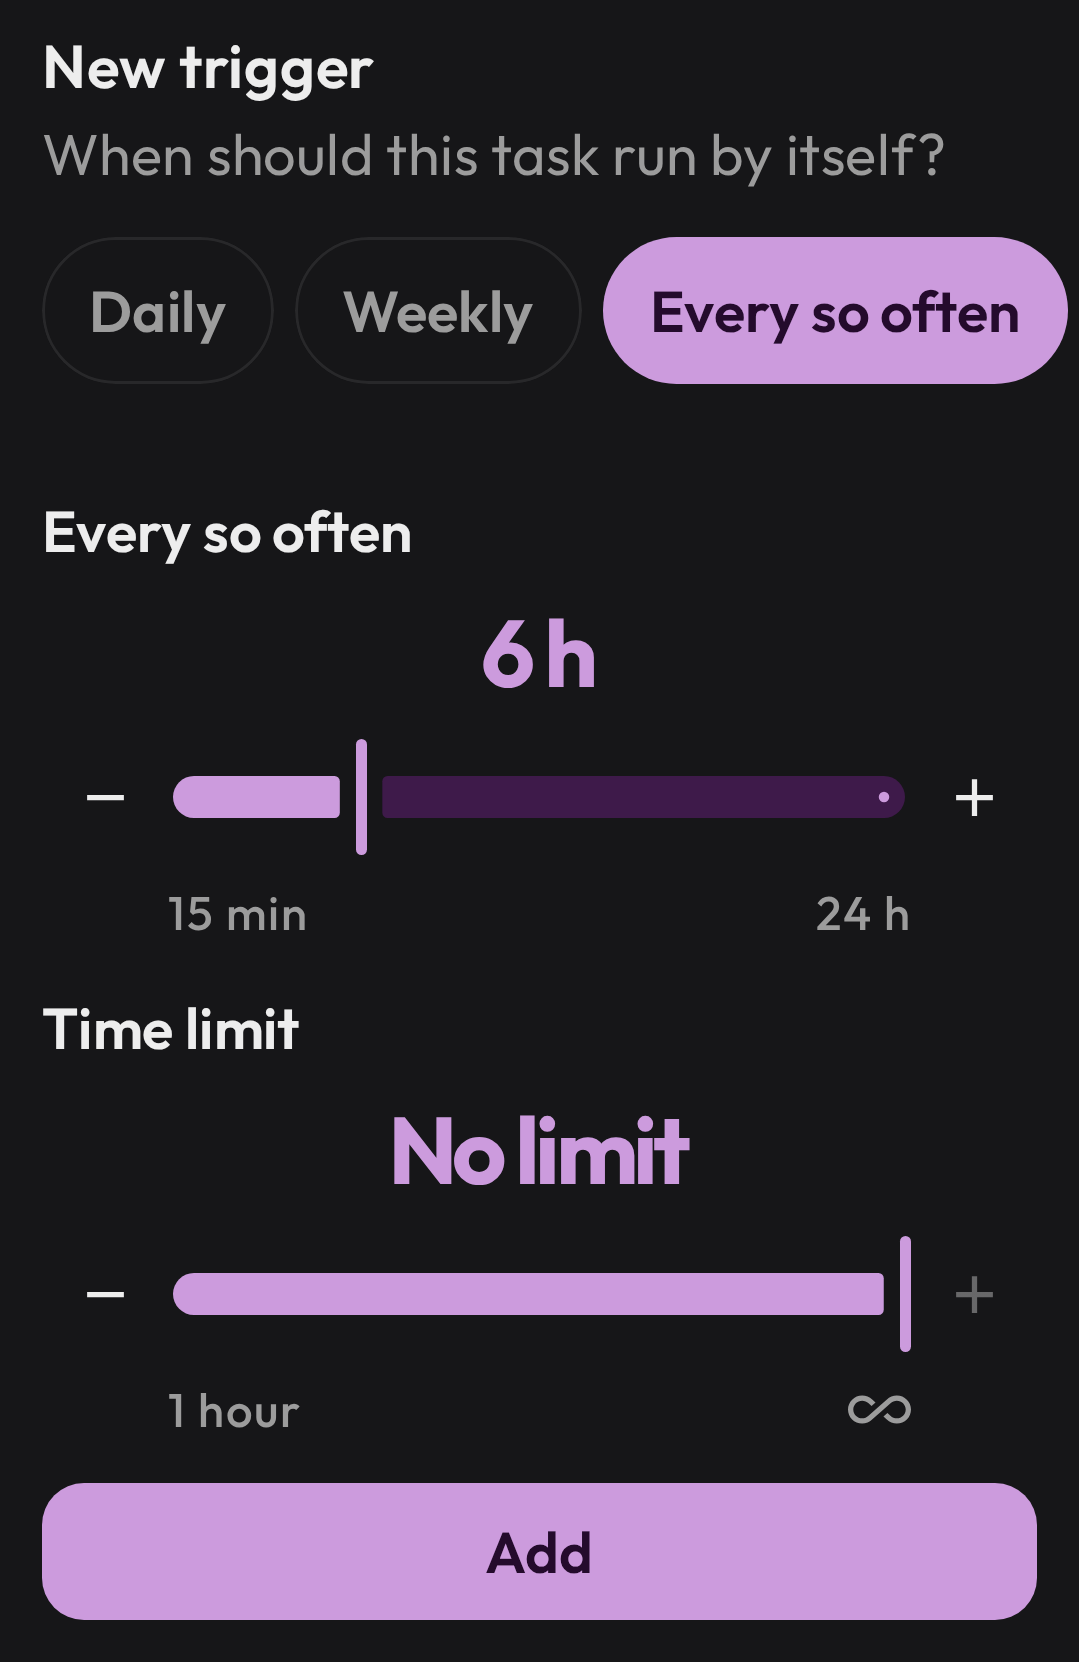 New trigger
When should this task run by itself?
Daily
Weekly
Every so often
Every so often
6 h
− +
15 min
24 h
Time limit
No limit
− +
1 hour
∞
Add